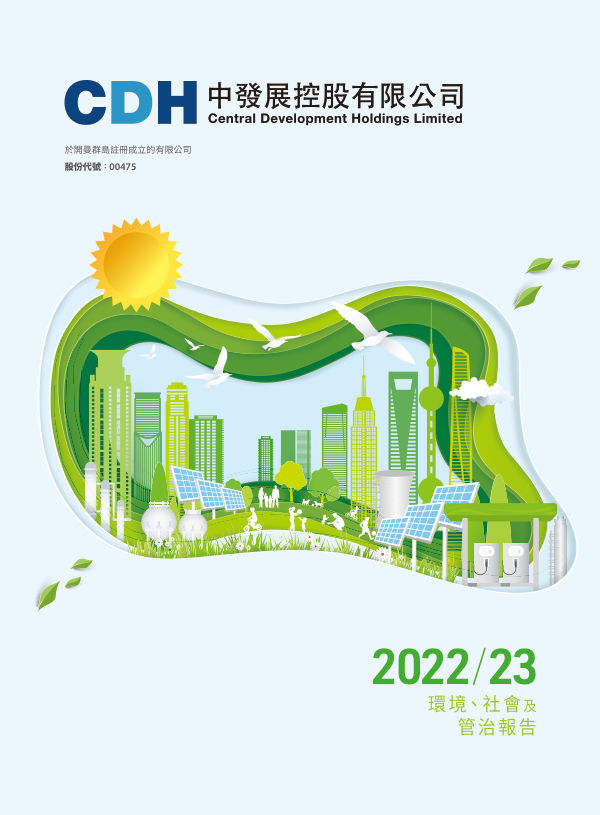 CDH 中發展控股有限公司
Central Development Holdings Limited
於開曼群島註冊成立的有限公司
股份代號：00475
2022/23
環境、社會及
管治報告